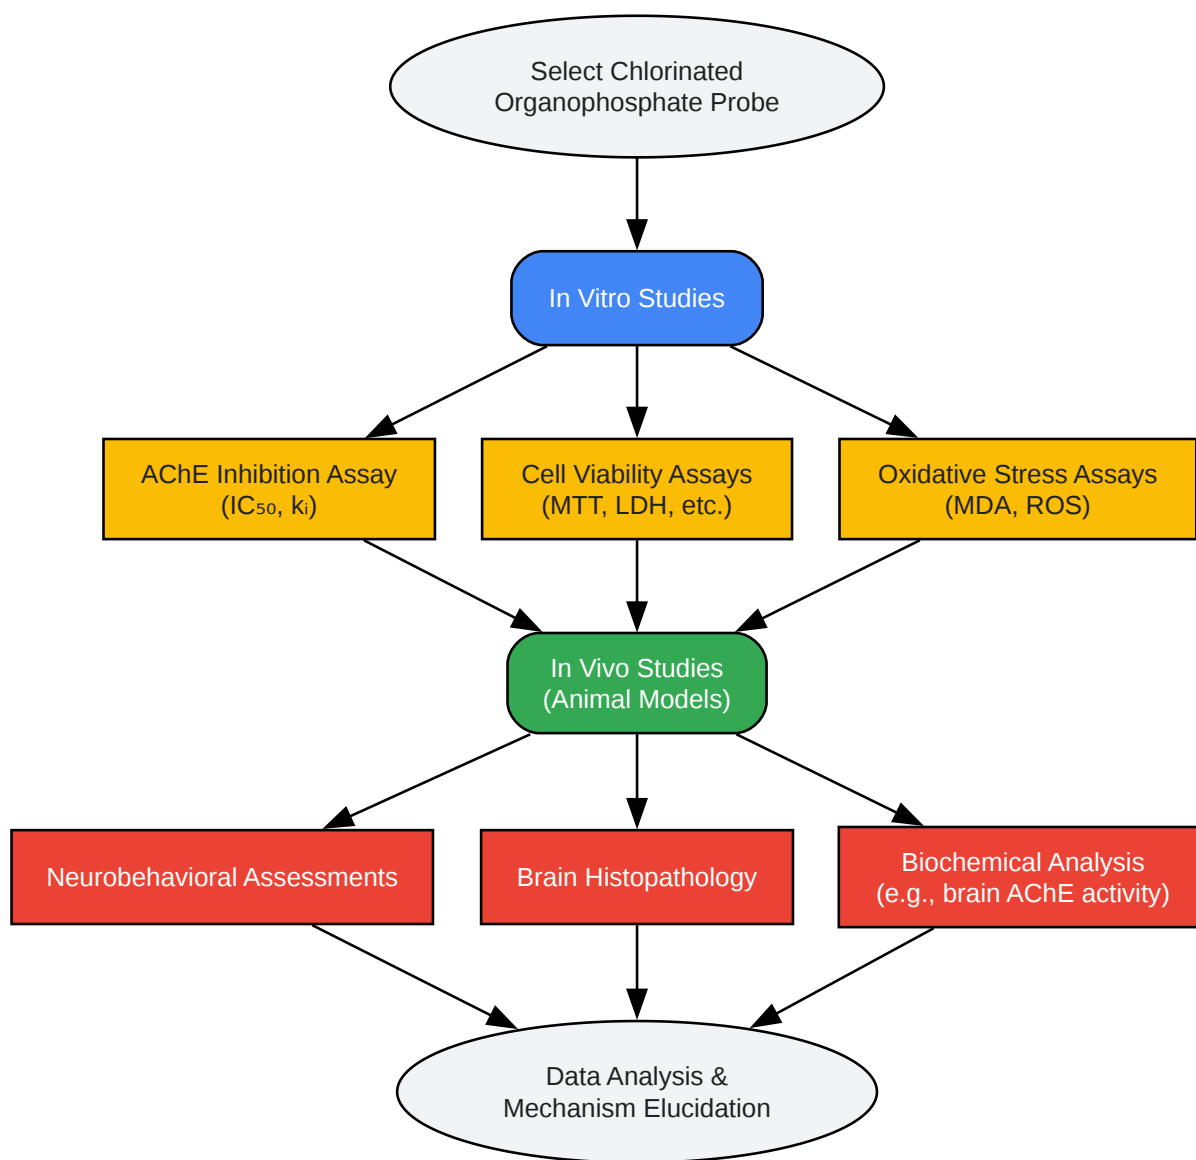 Select Chlorinated
Organophosphate Probe
In Vitro Studies
AChE Inhibition Assay
(IC₅₀, kᵢ)
Cell Viability Assays
(MTT, LDH, etc.)
Oxidative Stress Assays
(MDA, ROS)
In Vivo Studies
(Animal Models)
Neurobehavioral Assessments
Brain Histopathology
Biochemical Analysis
(e.g., brain AChE activity)
Data Analysis &
Mechanism Elucidation